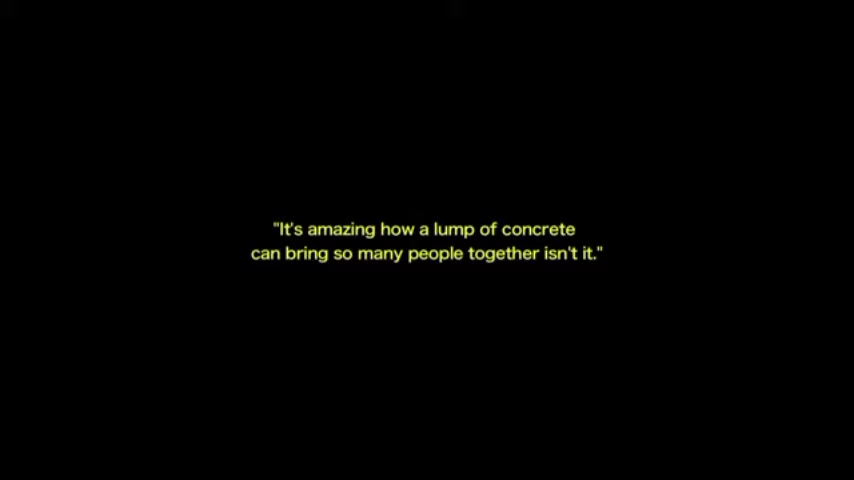 "It's amazing how a lump of concrete
can bring so many people together isn't it."